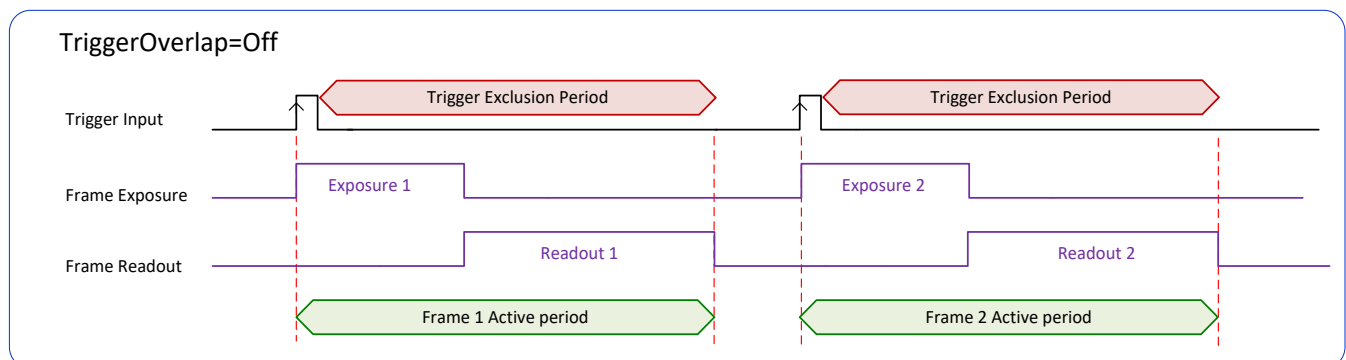 TriggerOverlap=Off
Trigger Exclusion Period
Trigger Exclusion Period
Trigger Input
Exposure 1
Exposure 2
Frame Exposure
Readout 1
Readout 2
Frame Readout
Frame 1 Active period
Frame 2 Active period